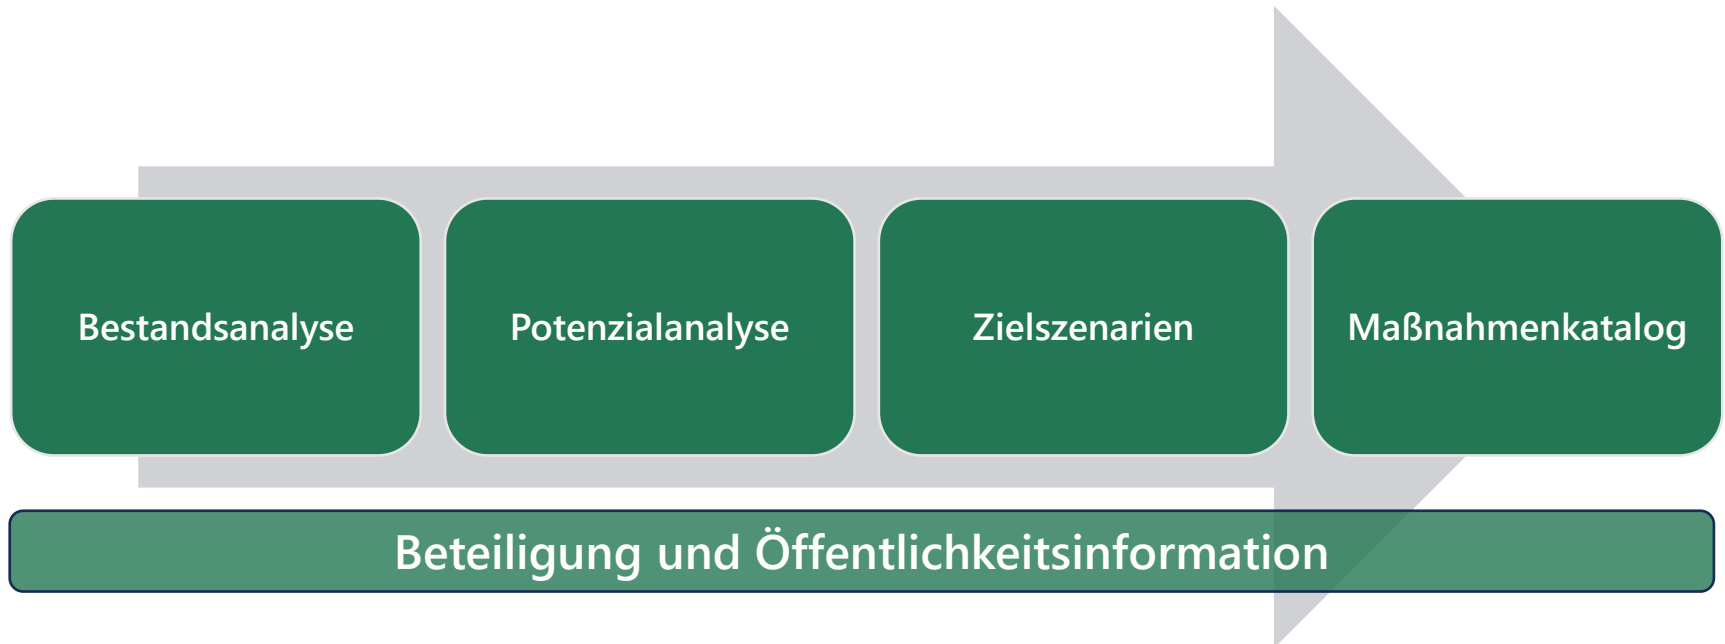 Bestandsanalyse
Potenzialanalyse
Zielszenarien
Maßnahmenkatalog
Beteiligung und Öffentlichkeitsinformation